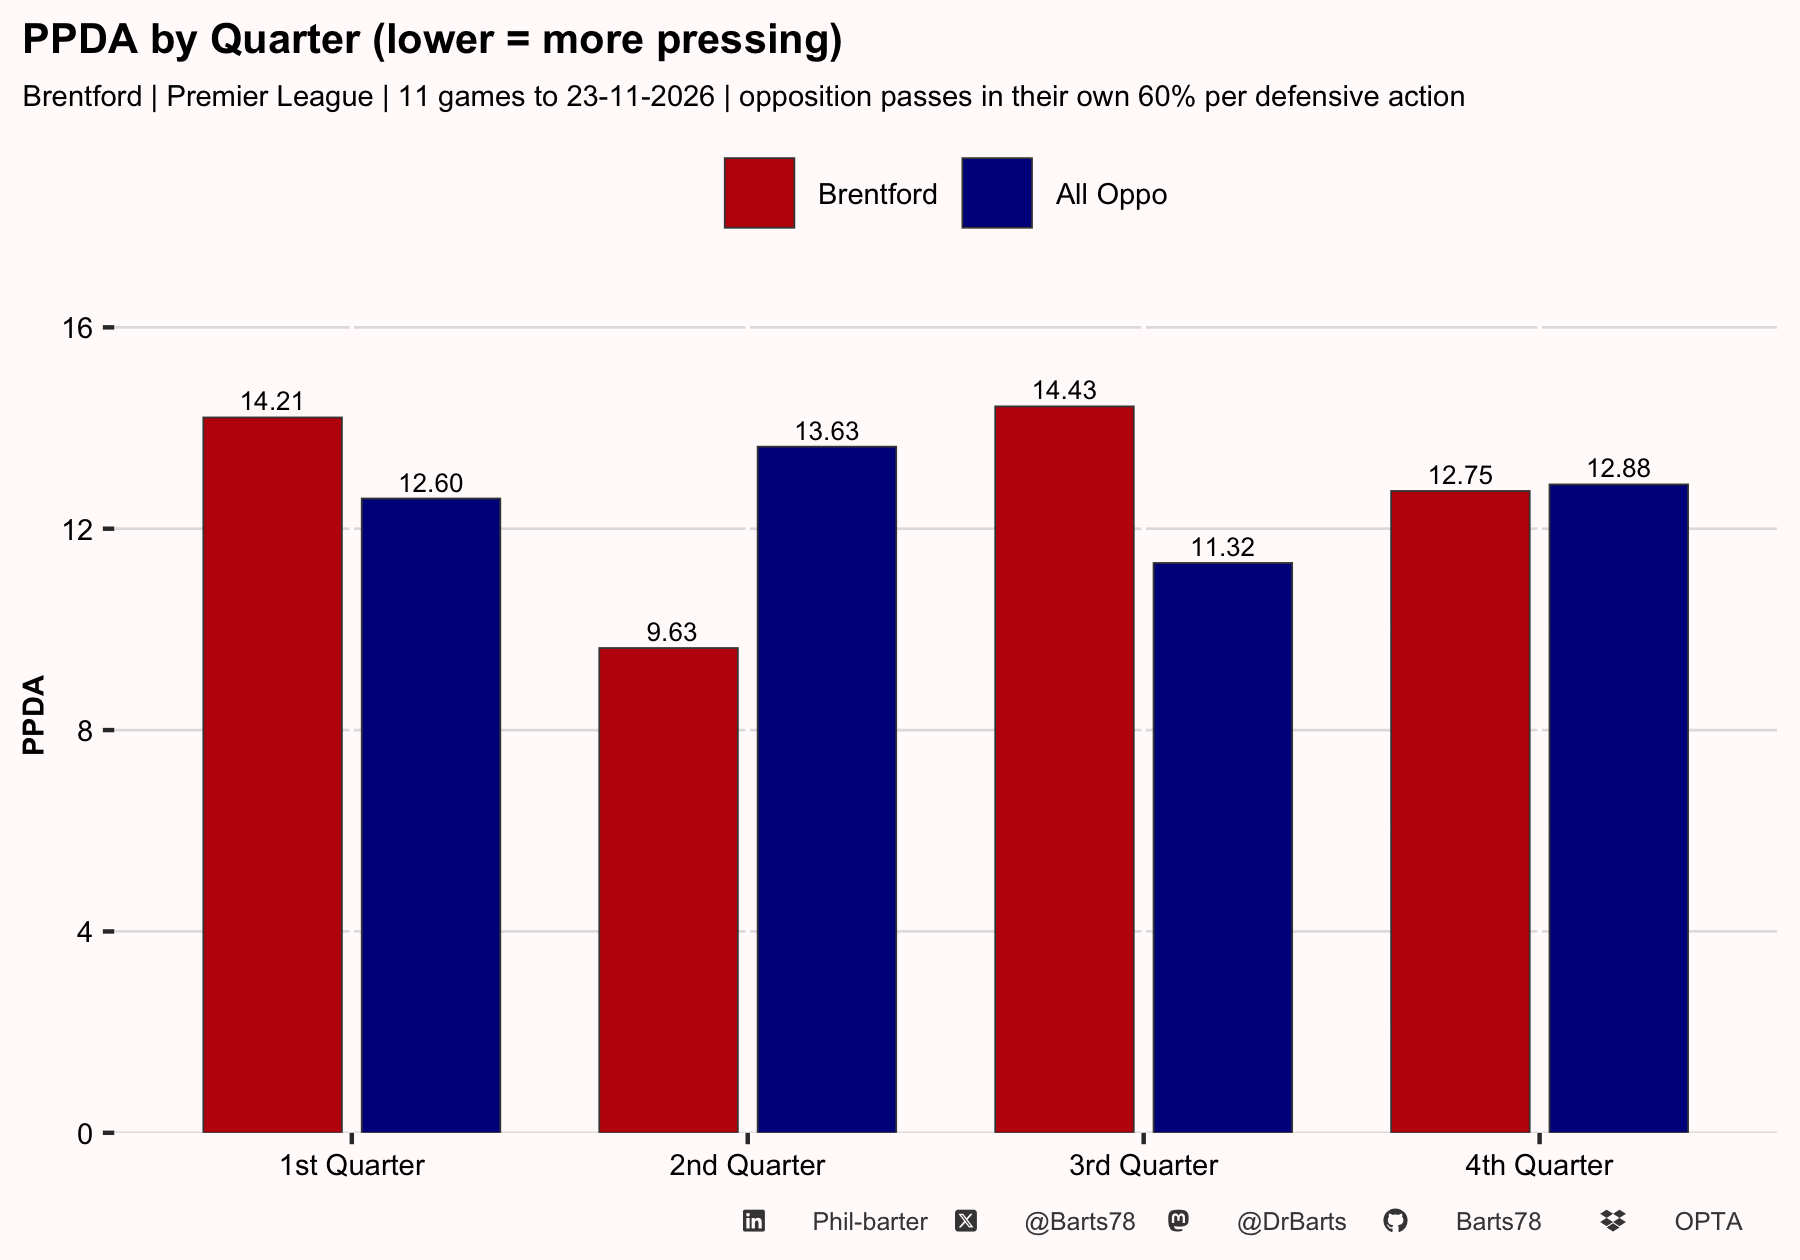 PPDA by Quarter (lower = more pressing)
Brentford | Premier League | 11 games to 23-11-2026 | opposition passes in their own 60% per defensive action
Brentford All Oppo
16
14.43
14.21
13.63
12.88
12.75
12.60
12
11.32
9.63
PPDA
8
4
0
1st Quarter 2nd Quarter 3rd Quarter 4th Quarter
Phil-barter @Barts78 @DrBarts Barts78 OPTA